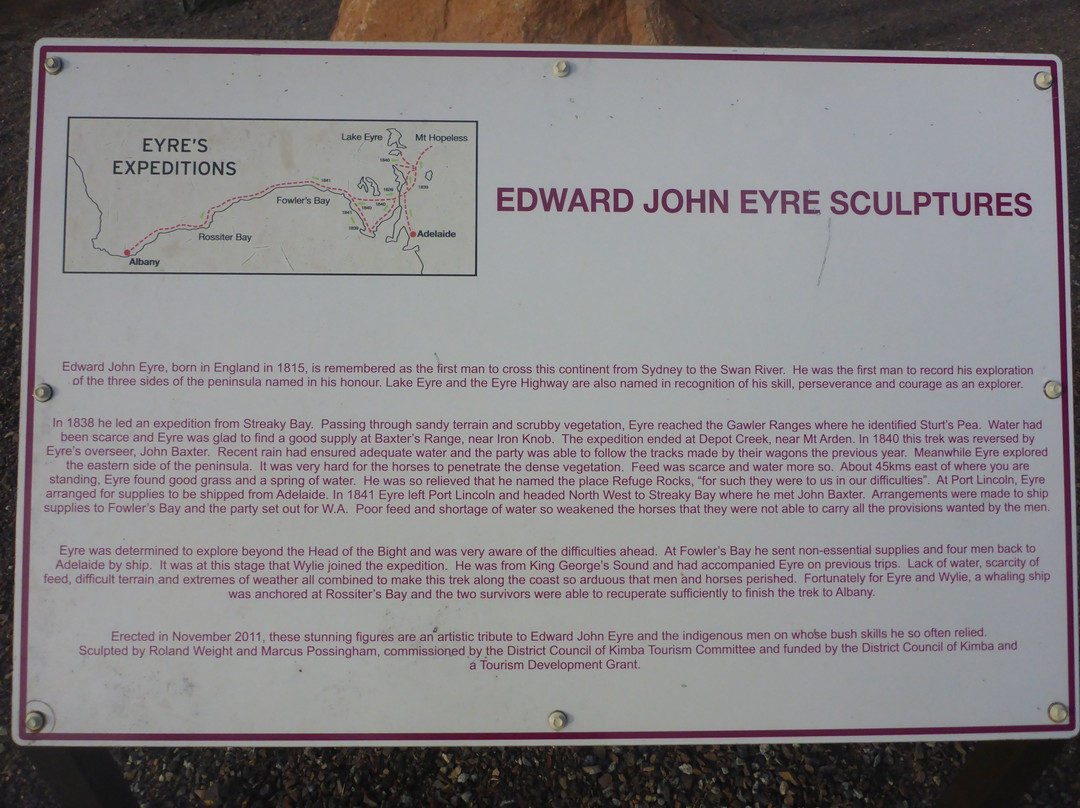 EYRE'S
EXPEDITIONS
Lake Eyre
Mt Hopeless
1840
1841
1839
Fowler's Bay
1840
1840
1841
Rossiter Bay
Adelaide
Albany
EDWARD JOHN EYRE SCULPTURES
Edward John Eyre, born in England in 1815, is remembered as the first man to cross this continent from Sydney to the Swan River. He was the first man to record his exploration
of the three sides of the peninsula named in his honour. Lake Eyre and the Eyre Highway are also named in recognition of his skill, perseverance and courage as an explorer.
In 1838 he led an expedition from Streaky Bay. Passing through sandy terrain and scrubby vegetation, Eyre reached the Gawler Ranges where he identified Sturt's Pea. Water had
been scarce and Eyre was glad to find a good supply at Baxter's Range, near Iron Knob. The expedition ended at Depot Creek, near Mt Arden. In 1840 this trek was reversed by
Eyre's overseer, John Baxter. Recent rain had ensured adequate water and the party was able to follow the tracks made by their wagons the previous year. Meanwhile Eyre explored
the eastern side of the peninsula. It was very hard for the horses to penetrate the dense vegetation. Feed was scarce and water more so. About 45kms east of where you are
standing, Eyre found good grass and a spring of water. He was so relieved that he named the place Refuge Rocks, “for such they were to us in our difficulties”. At Port Lincoln, Eyre
arranged for supplies to be shipped from Adelaide. In 1841 Eyre left Port Lincoln and headed North West to Streaky Bay where he met John Baxter. Arrangements were made to ship
supplies to Fowler's Bay and the party set out for W.A. Poor feed and shortage of water so weakened the horses that they were not able to carry all the provisions wanted by the men.
Eyre was determined to explore beyond the Head of the Bight and was very aware of the difficulties ahead. At Fowler's Bay he sent non-essential supplies and four men back to
Adelaide by ship. It was at this stage that Wylie joined the expedition. He was from King George's Sound and had accompanied Eyre on previous trips. Lack of water, scarcity of
feed, difficult terrain and extremes of weather all combined to make this trek along the coast so arduous that men and horses perished. Fortunately for Eyre and Wylie, a whaling ship
was anchored at Rossiter's Bay and the two survivors were able to recuperate sufficiently to finish the trek to Albany.
Erected in November 2011, these stunning figures are an artistic tribute to Edward John Eyre and the indigenous men on whose bush skills he so often relied.
Sculpted by Roland Weight and Marcus Possingham, commissioned by the District Council of Kimba Tourism Committee and funded by the District Council of Kimba and
a Tourism Development Grant.